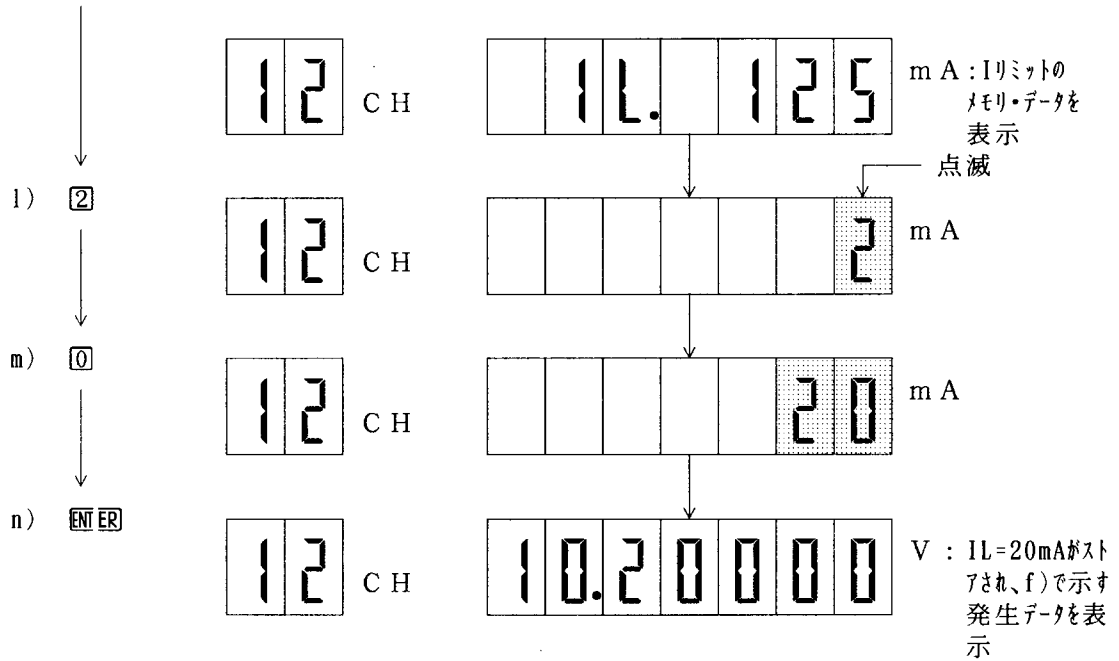 12 CH 1L. 125 mA:Iリミットの
メモリ・データを
表示
点滅
l) 2 12 CH 2 mA
m) 0 12 CH 20 mA
n) ENTER 12 CH 10.20000 V : IL=20mAがスト
アされ、f)で示す
発生データを表
示